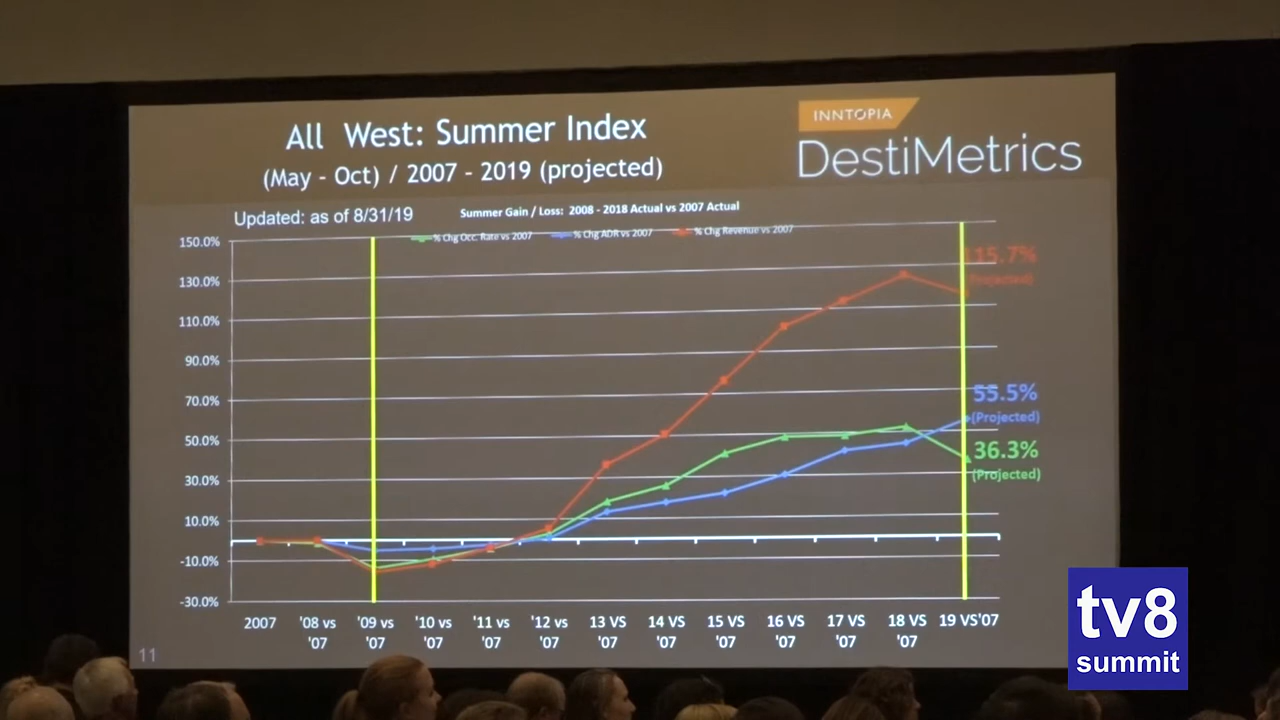 All West: Summer Index
(May - Oct) / 2007 - 2019 (projected)
INNTOPIA
DestiMetrics
Updated: as of 8/31/19
Summer Gain / Loss: 2008 - 2018 Actual vs 2007 Actual
% Chg Occ. Rate vs 2007 % Chg ADR vs 2007 % Chg Revenue vs 2007
150.0%
130.0%
110.0%
90.0%
70.0%
50.0%
30.0%
10.0%
-10.0%
-30.0%
115.7%
(Projected)
55.5%
(Projected)
36.3%
(Projected)
2007 '08 vs '09 vs '10 vs '11 vs '12 vs 13 VS 14 VS 15 VS 16 VS 17 VS 18 VS 19 VS'07
'07 '07 '07 '07 '07 '07 '07 '07 '07 '07 '07
11
tv8
summit